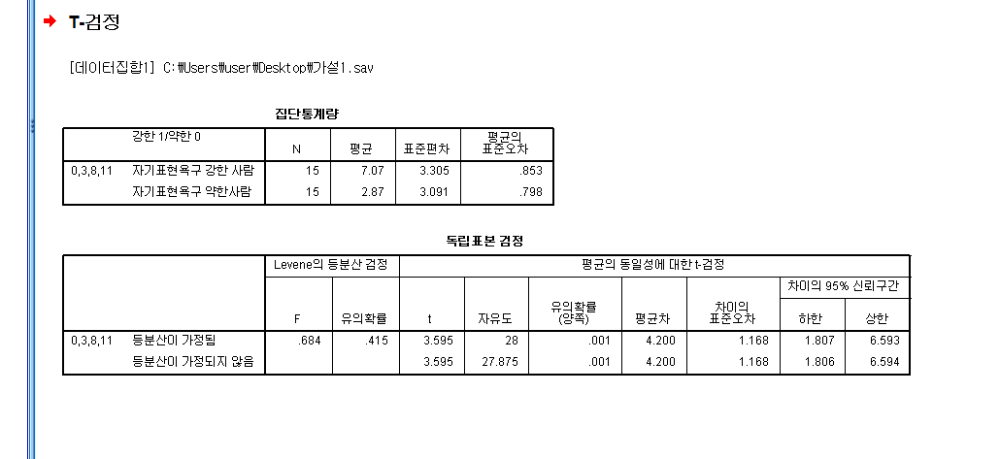 T-검정
[데이터집합1] C:₩Users₩user₩Desktop₩가설1.sav
집단통계량
강한 1/약한 0 N 평균 표준편차 평균의 표준오차
0,3,8,11 자기표현욕구 강한 사람 15 7.07 3.305 .853
자기표현욕구 약한사람 15 2.87 3.091 .798
독립표본 검정
Levene의 등분산 검정 평균의 동일성에 대한 t-검정
차이의 95% 신뢰구간
F 유의확률 t 자유도 유의확률 (양쪽) 평균차 차이의 표준오차 하한 상한
0,3,8,11 등분산이 가정됨 .684 .415 3.595 28 .001 4.200 1.168 1.807 6.593
등분산이 가정되지 않음 3.595 27.875 .001 4.200 1.168 1.806 6.594